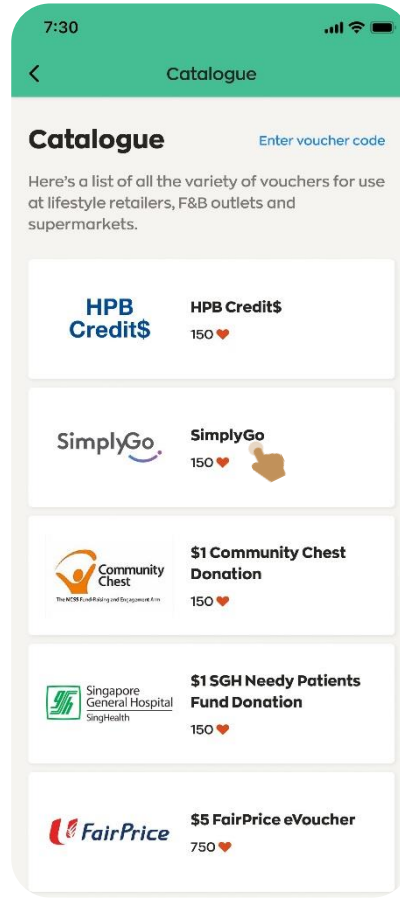 7:30
Catalogue
Catalogue
Enter voucher code
Here's a list of all the variety of vouchers for use
at lifestyle retailers, F&B outlets and
supermarkets.
HPB
Credit$
HPB Credit$
150
SimplyGo
SimplyGo
150
Community
Chest
The NCSS Fund-Raising and Engagement Arm
$1 Community Chest
Donation
150
Singapore
General Hospital
SingHealth
$1 SGH Needy Patients
Fund Donation
150
FairPrice
$5 FairPrice eVoucher
750